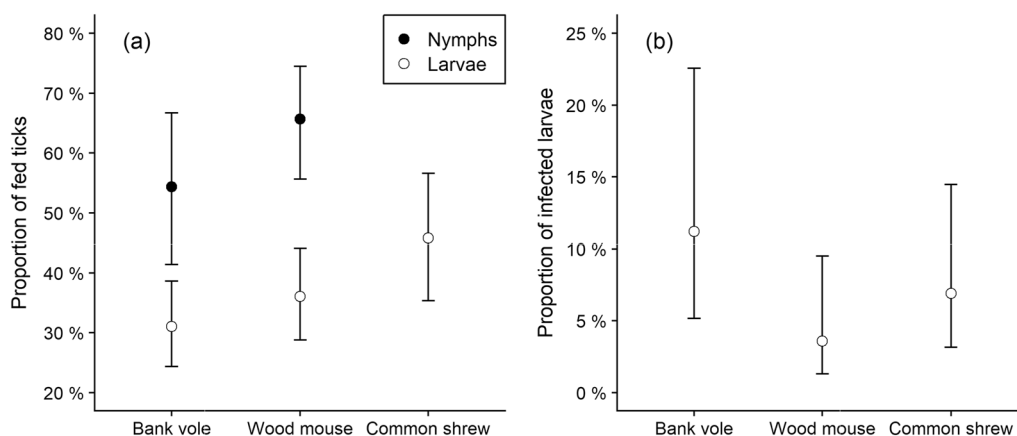 (a)
Nymphs
Larvae
Proportion of fed ticks
80 %
70 %
60 %
50 %
40 %
30 %
20 %
Bank vole Wood mouse Common shrew
(b)
Proportion of infected larvae
25 %
20 %
15 %
10 %
5 %
0 %
Bank vole Wood mouse Common shrew